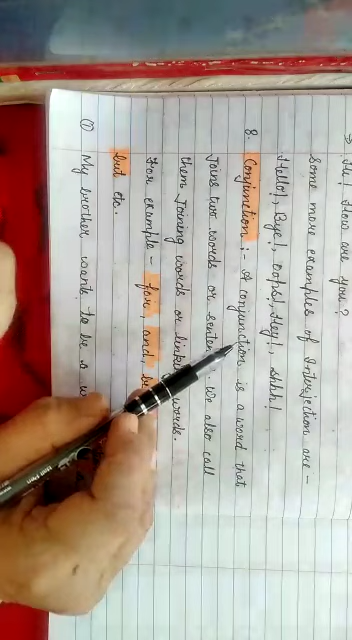 → Hi! How are you?
Some more examples of Interjection are -
Hello!, Bye!, Oops!, Hey!, Shhh!
8. Conjunction :- A conjunction is a word that
joins two words or senten. We also call
them joining words or linki words.
For example - for, and, b
but etc.
① My brother wants to be a w